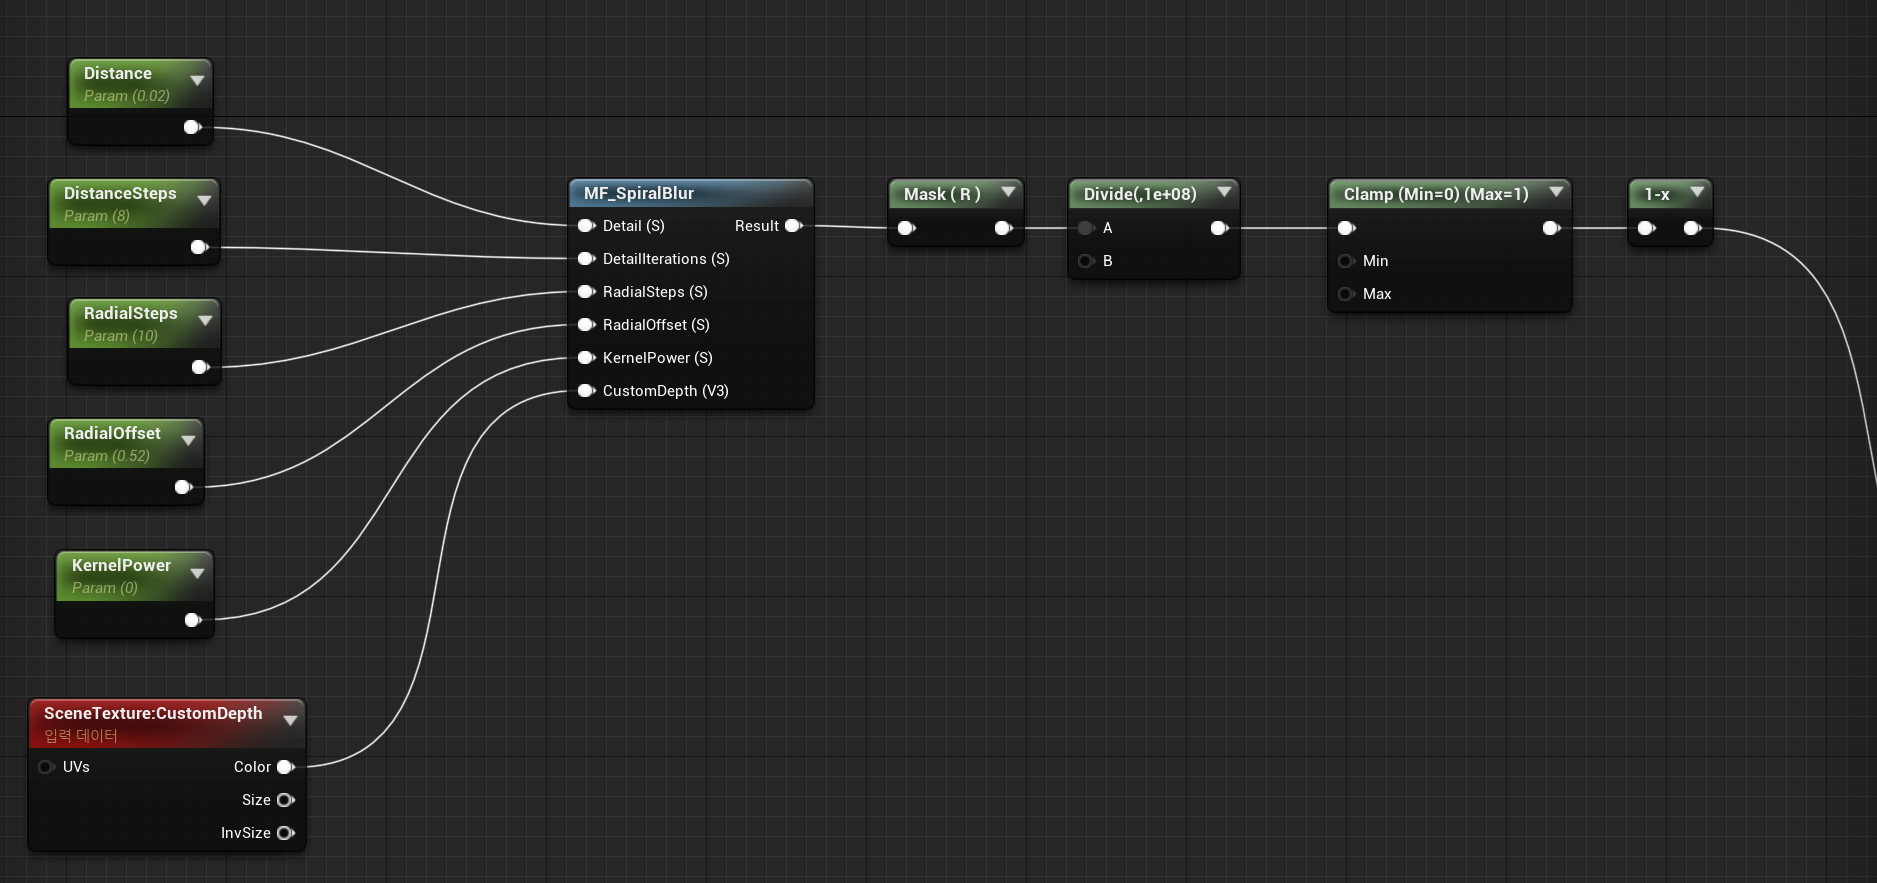 Distance
Param (0.02)
DistanceSteps
Param (8)
RadialSteps
Param (10)
RadialOffset
Param (0.52)
KernelPower
Param (0)
SceneTexture:CustomDepth
입력 데이터
UVs
Color
Size
InvSize
MF_SpiralBlur
Detail (S)
Result
DetailIterations (S)
RadialSteps (S)
RadialOffset (S)
KernelPower (S)
CustomDepth (V3)
Mask ( R )
Divide(,1e+08)
A
B
Clamp (Min=0) (Max=1)
Min
Max
1-x